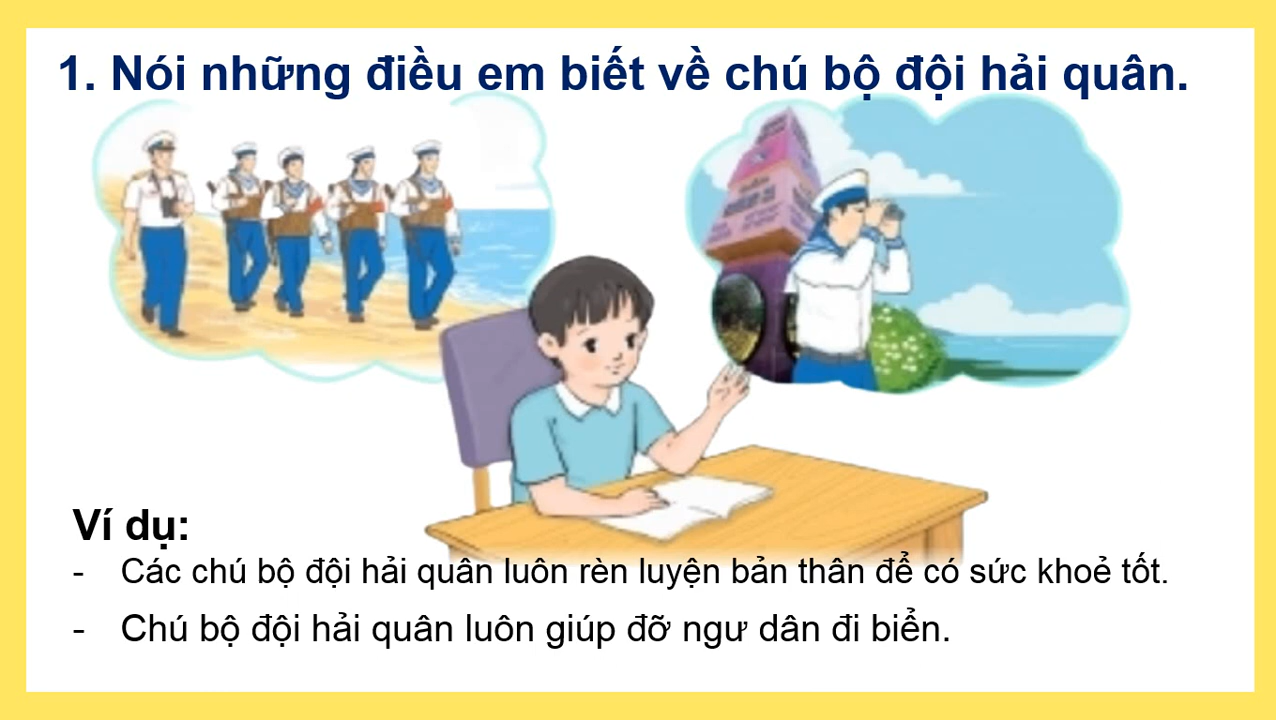 1. Nói những điều em biết về chú bộ đội hải quân.
Ví dụ:
- Các chú bộ đội hải quân luôn rèn luyện bản thân để có sức khoẻ tốt.
- Chú bộ đội hải quân luôn giúp đỡ ngư dân đi biển.